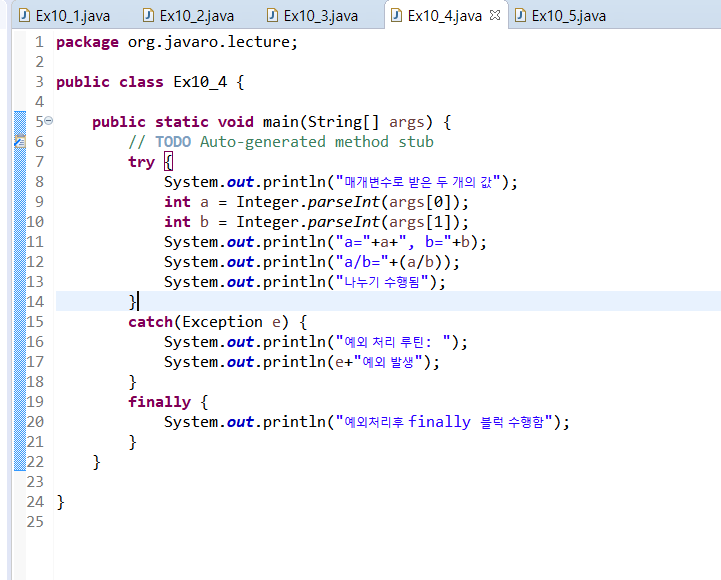 Ex10_1.java Ex10_2.java Ex10_3.java Ex10_4.java Ex10_5.java
1 package org.javaro.lecture;
2
3 public class Ex10_4 {
4
5 public static void main(String[] args) {
6 // TODO Auto-generated method stub
7 try {
8 System.out.println("매개변수로 받은 두 개의 값");
9 int a = Integer.parseInt(args[0]);
10 int b = Integer.parseInt(args[1]);
11 System.out.println("a="+a+", b="+b);
12 System.out.println("a/b="+(a/b));
13 System.out.println("나누기 수행됨");
14 }
15 catch(Exception e) {
16 System.out.println("예외 처리 루틴: ");
17 System.out.println(e+"예외 발생");
18 }
19 finally {
20 System.out.println("예외처리후 finally 블럭 수행함");
21 }
22 }
23
24 }
25